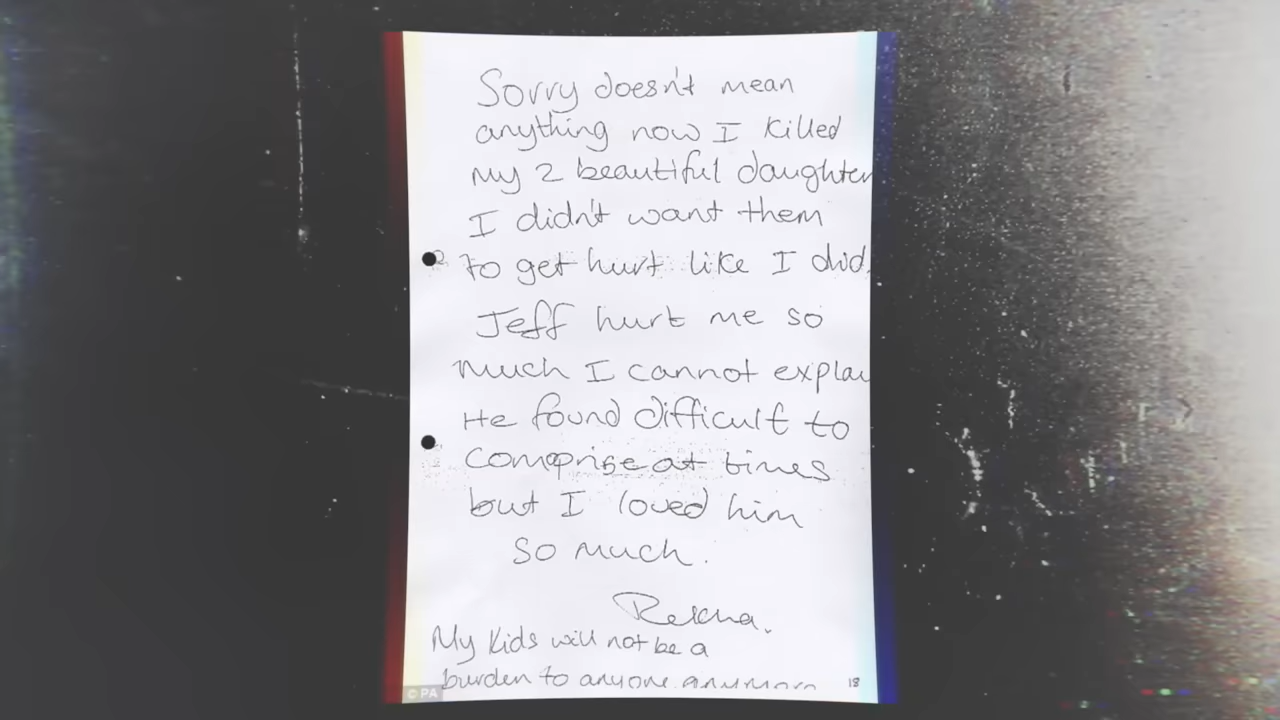 Sorry doesn't mean
anything now I killed
my 2 beautiful daughter
I didn't want them
to get hurt like I did.
Jeff hurt me so
much I cannot explai
He found difficult to
comprise at times
but I loved him
so much.
Rekha.
My Kids will not be a
burden to anyone anymore
18
© PA